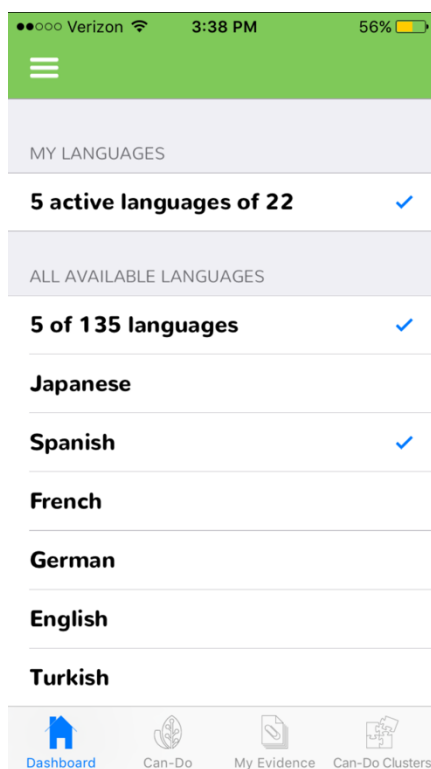 Verizon 3:38 PM 56%
MY LANGUAGES
5 active languages of 22
ALL AVAILABLE LANGUAGES
5 of 135 languages
Japanese
Spanish
French
German
English
Turkish
Dashboard Can-Do My Evidence Can-Do Clusters